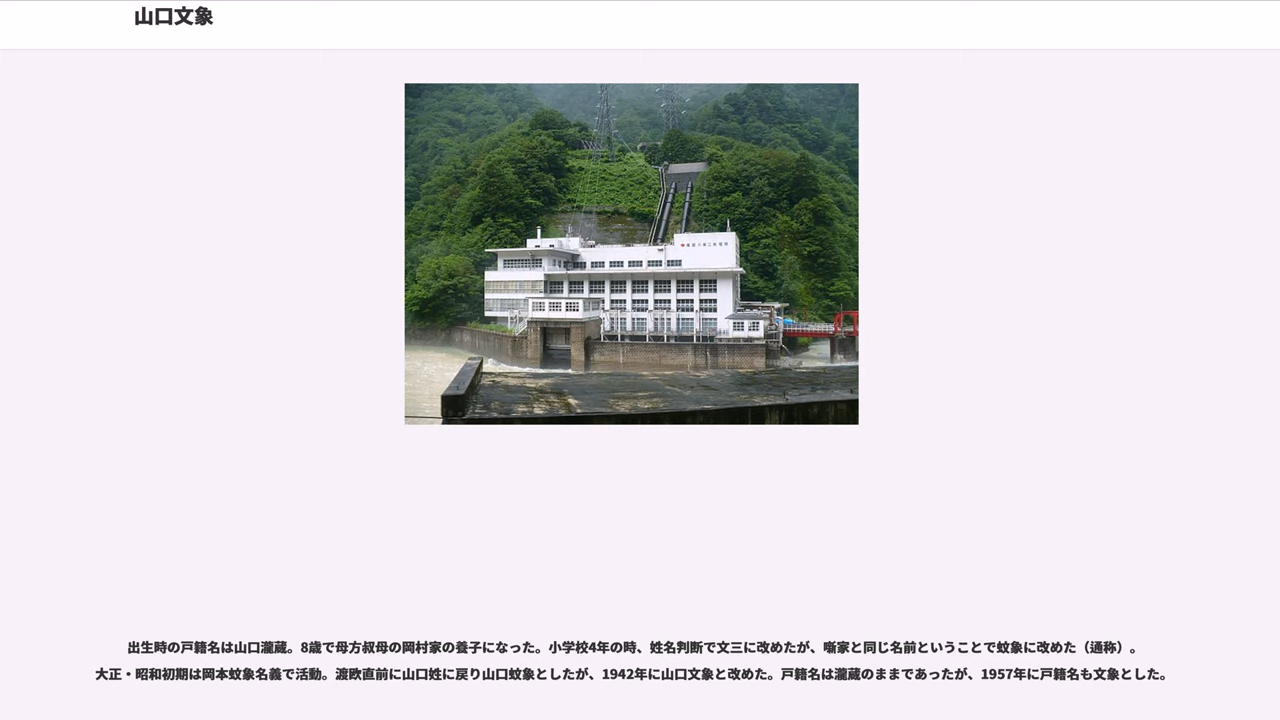 山口文象
出生時の戸籍名は山口瀧蔵。8歳で母方叔母の岡村家の養子になった。小学校4年の時、姓名判断で文三に改めたが、噺家と同じ名前ということで蚊象に改めた（通称）。
大正・昭和初期は岡本蚊象名義で活動。渡欧直前に山口姓に戻り山口蚊象としたが、1942年に山口文象と改めた。戸籍名は瀧蔵のままであったが、1957年に戸籍名も文象とした。